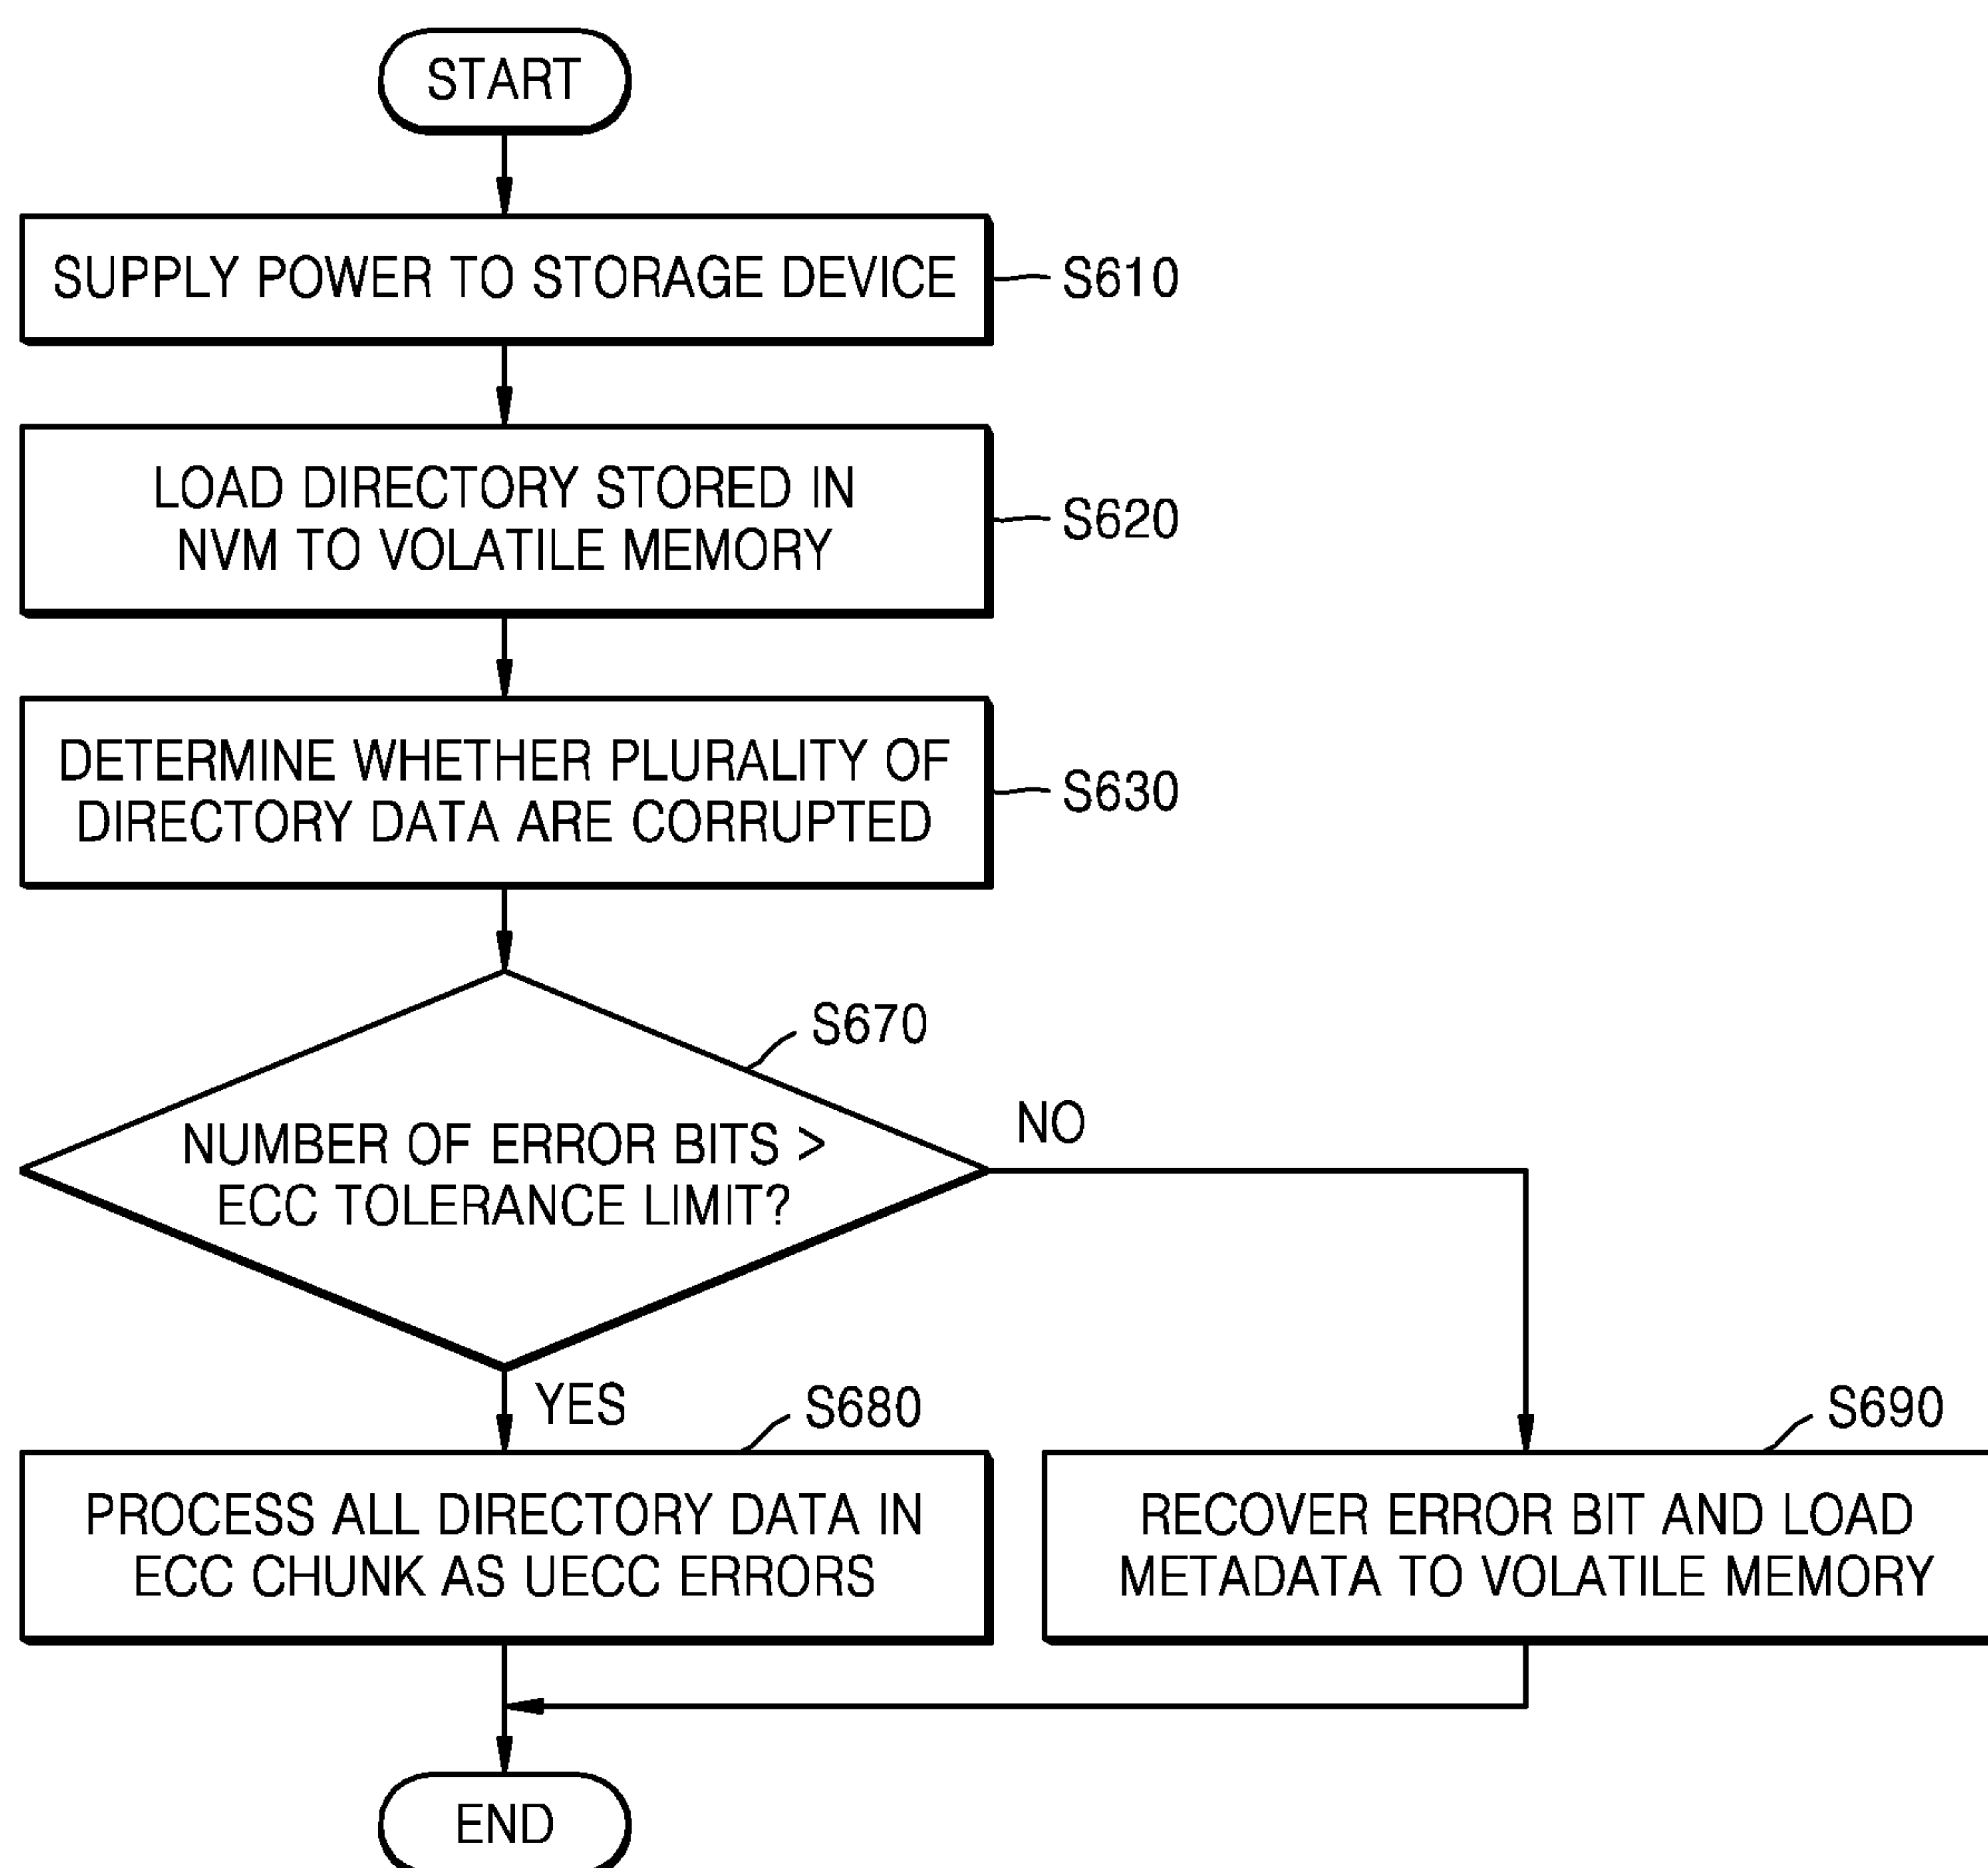 START
SUPPLY POWER TO STORAGE DEVICE
S610
LOAD DIRECTORY STORED IN
NVM TO VOLATILE MEMORY
S620
DETERMINE WHETHER PLURALITY OF
DIRECTORY DATA ARE CORRUPTED
S630
S670
NUMBER OF ERROR BITS >
ECC TOLERANCE LIMIT?
NO
YES
S680
PROCESS ALL DIRECTORY DATA IN
ECC CHUNK AS UECC ERRORS
S690
RECOVER ERROR BIT AND LOAD
METADATA TO VOLATILE MEMORY
END